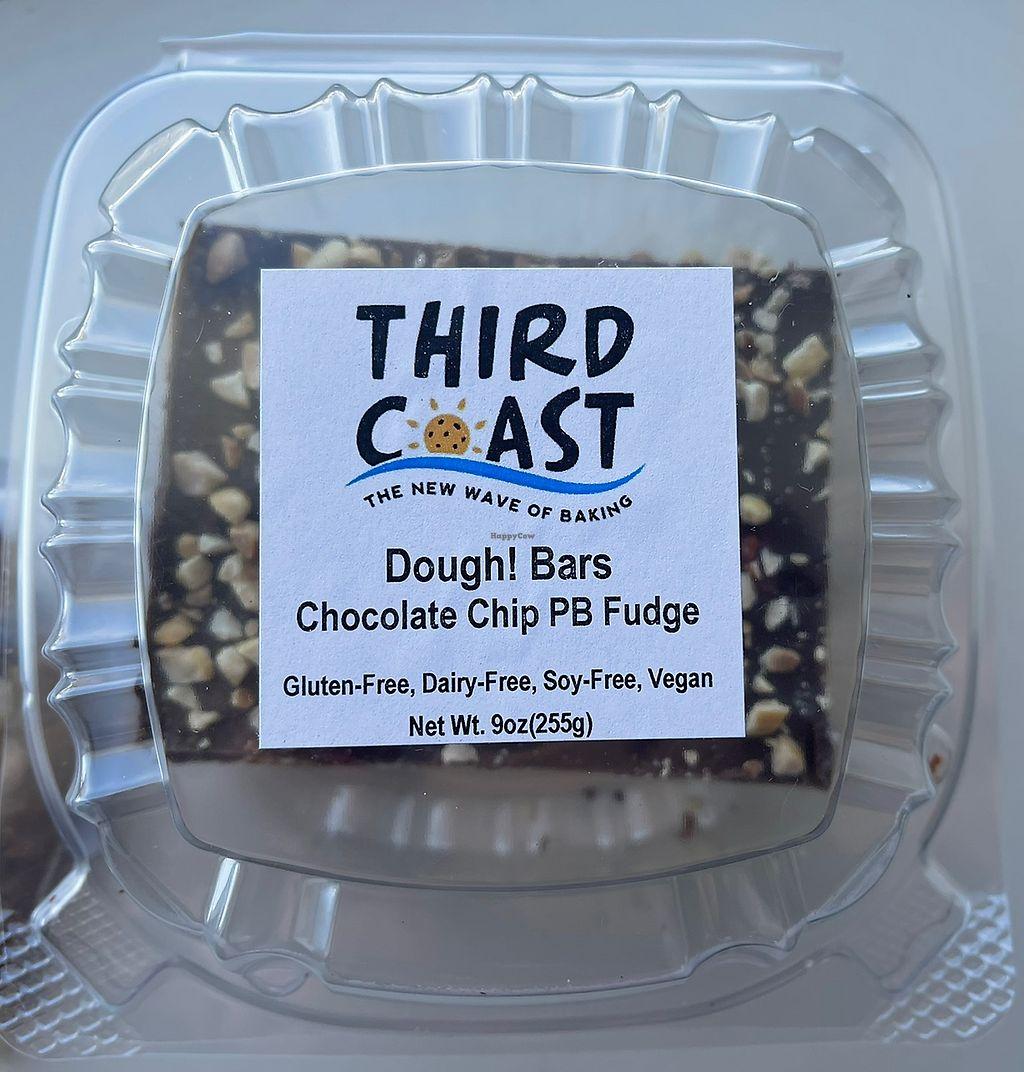 THIRD
COAST
THE NEW WAVE OF BAKING
HappyCow
Dough! Bars
Chocolate Chip PB Fudge
Gluten-Free, Dairy-Free, Soy-Free, Vegan
Net Wt. 9oz(255g)